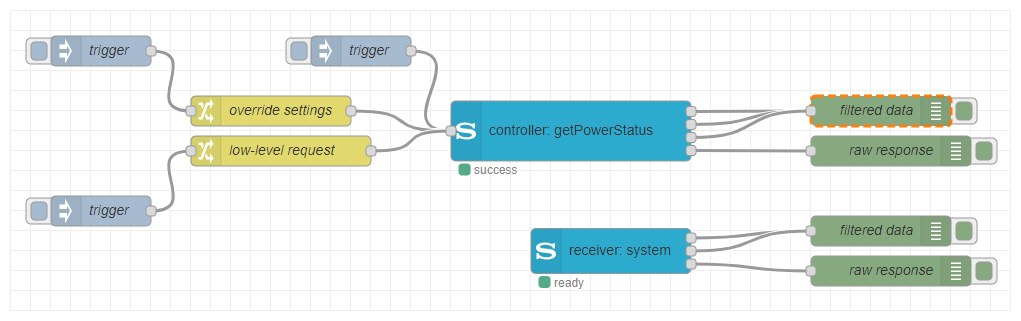 trigger
trigger
override settings
filtered data
controller: getPowerStatus
low-level request
raw response
success
trigger
filtered data
receiver: system
raw response
ready